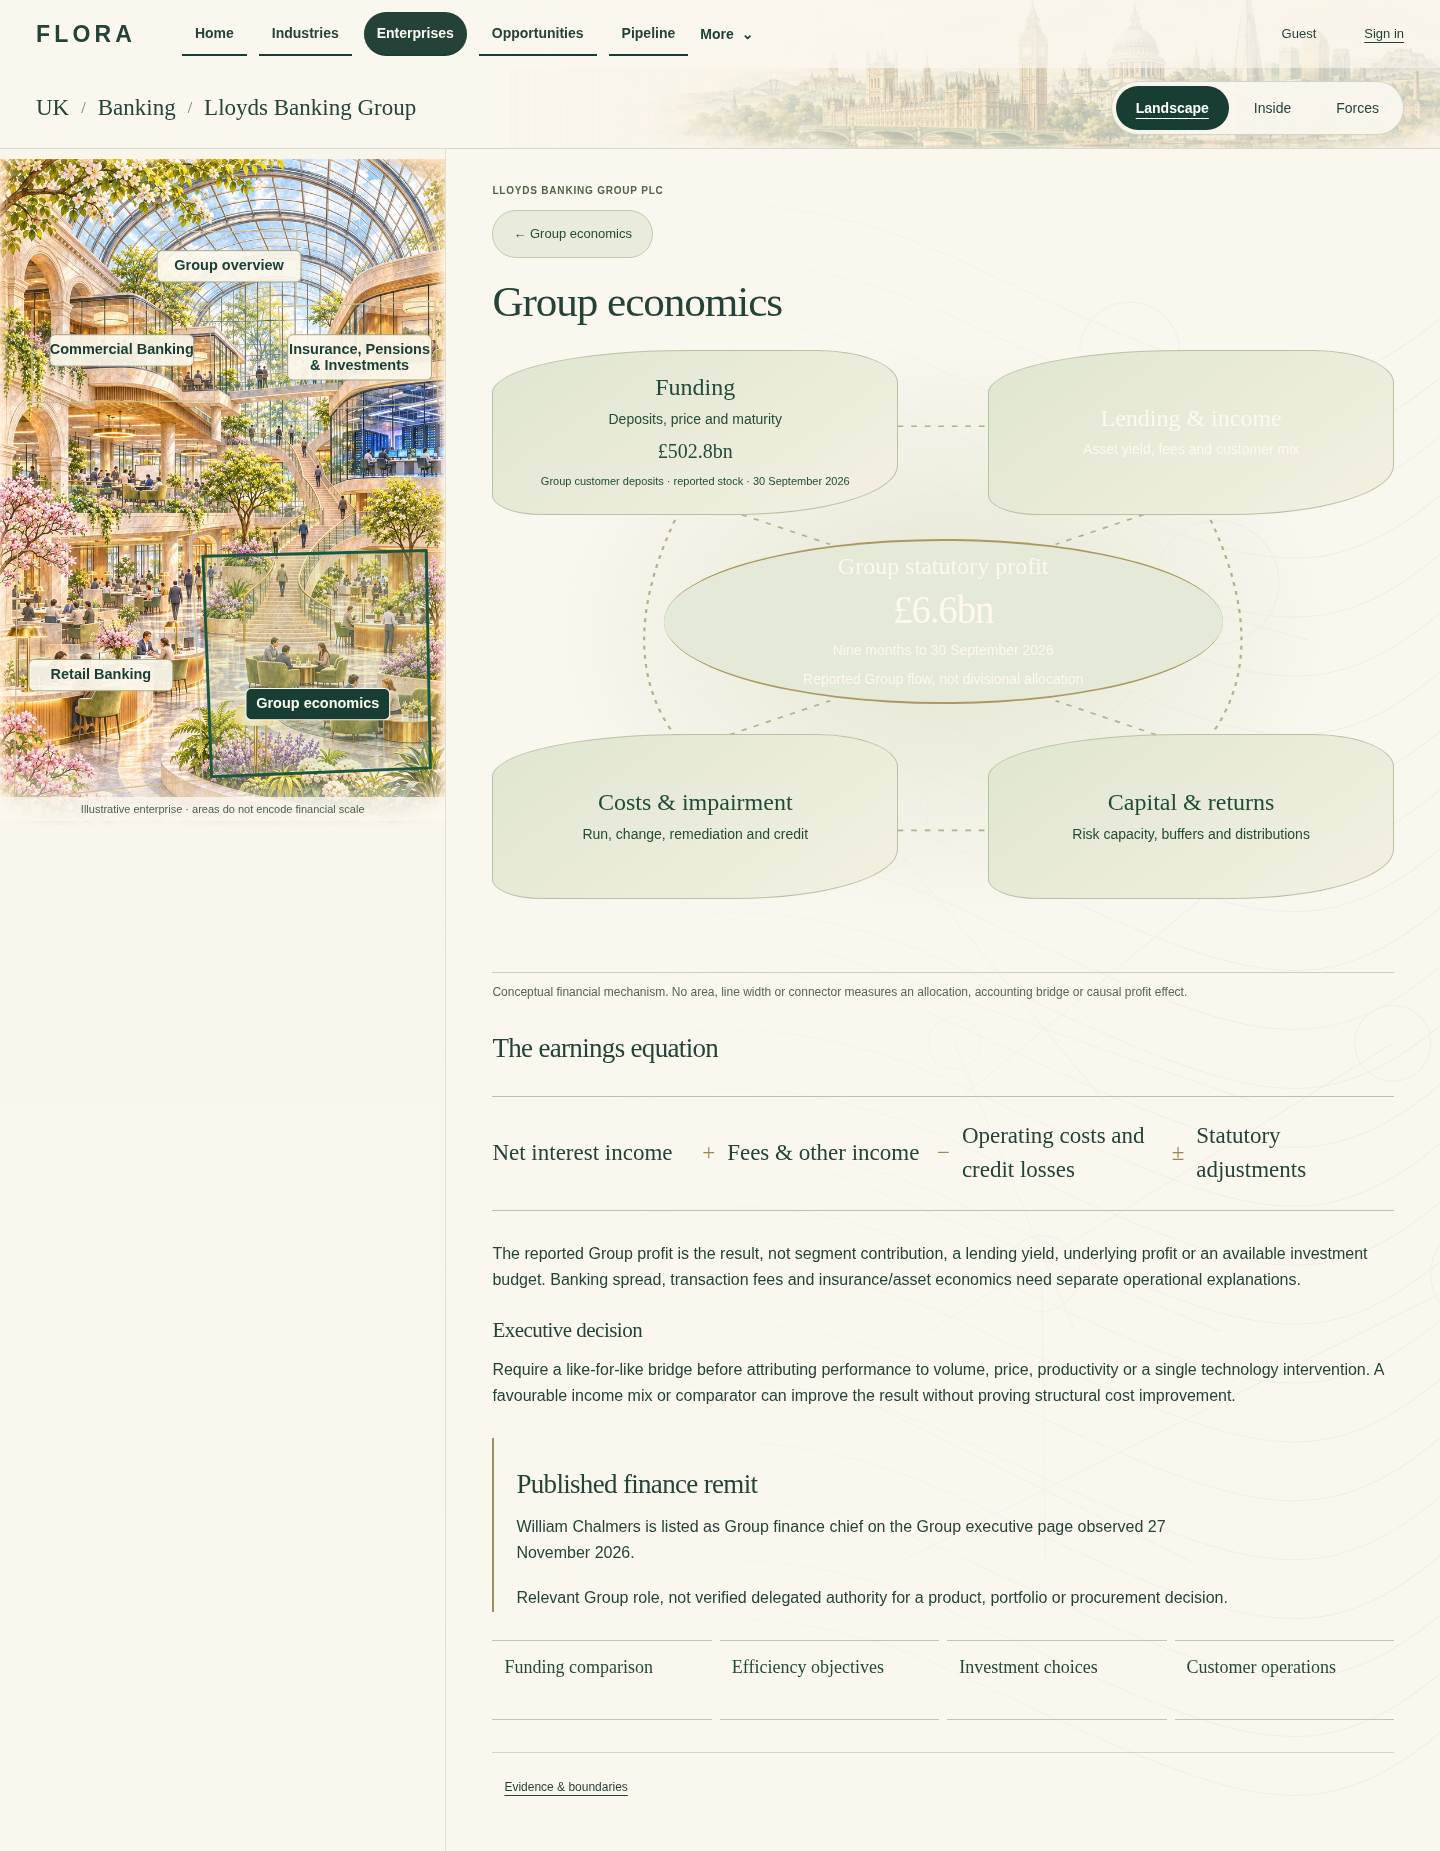 FLORA
Home
Industries
Enterprises
Opportunities
Pipeline
More
Guest
Sign in
UK / Banking / Lloyds Banking Group
Landscape
Inside
Forces
Group overview
Commercial Banking
Insurance, Pensions
& Investments
Retail Banking
Group economics
Illustrative enterprise · areas do not encode financial scale
LLOYDS BANKING GROUP PLC
← Group economics
Group economics
Funding
Deposits, price and maturity
£502.8bn
Group customer deposits · reported stock · 30 September 2026
Lending & income
Asset yield, fees and customer mix
Group statutory profit
£6.6bn
Nine months to 30 September 2026
Reported Group flow, not divisional allocation
Costs & impairment
Run, change, remediation and credit
Capital & returns
Risk capacity, buffers and distributions
Conceptual financial mechanism. No area, line width or connector measures an allocation, accounting bridge or causal profit effect.
The earnings equation
Net interest income
+ Fees & other income
− Operating costs and
credit losses
± Statutory
adjustments
The reported Group profit is the result, not segment contribution, a lending yield, underlying profit or an available investment
budget. Banking spread, transaction fees and insurance/asset economics need separate operational explanations.
Executive decision
Require a like-for-like bridge before attributing performance to volume, price, productivity or a single technology intervention. A
favourable income mix or comparator can improve the result without proving structural cost improvement.
Published finance remit
William Chalmers is listed as Group finance chief on the Group executive page observed 27
November 2026.
Relevant Group role, not verified delegated authority for a product, portfolio or procurement decision.
Funding comparison
Efficiency objectives
Investment choices
Customer operations
Evidence & boundaries